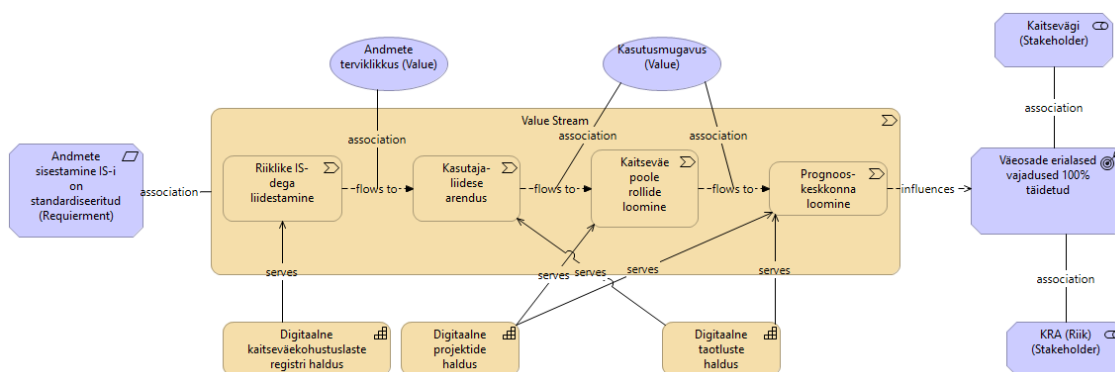 Kaitsevägi
(Stakeholder)
Andmete
terviklikkus (Value)
Kasutusmugavus
(Value)
association
Value Stream
association
association
association
Andmete
sisestamine IS-i
on
standardiseeritud
(Requierment)
association
Riiklike IS-
dega
liidestamine
flows to
Kasutaja-
liidese
arendus
flows to
Kaitseväe
poole
rollide
loomine
flows to
Prognoos-
keskkonna
loomine
influences
Väeosade erialased
vajadused 100%
täidetud
serves
serves
serves
serves
serves
association
Digitaalne
kaitseväekohustuslaste
registri haldus
Digitaalne
projektide
haldus
Digitaalne
taotluste
haldus
KRA (Riik)
(Stakeholder)